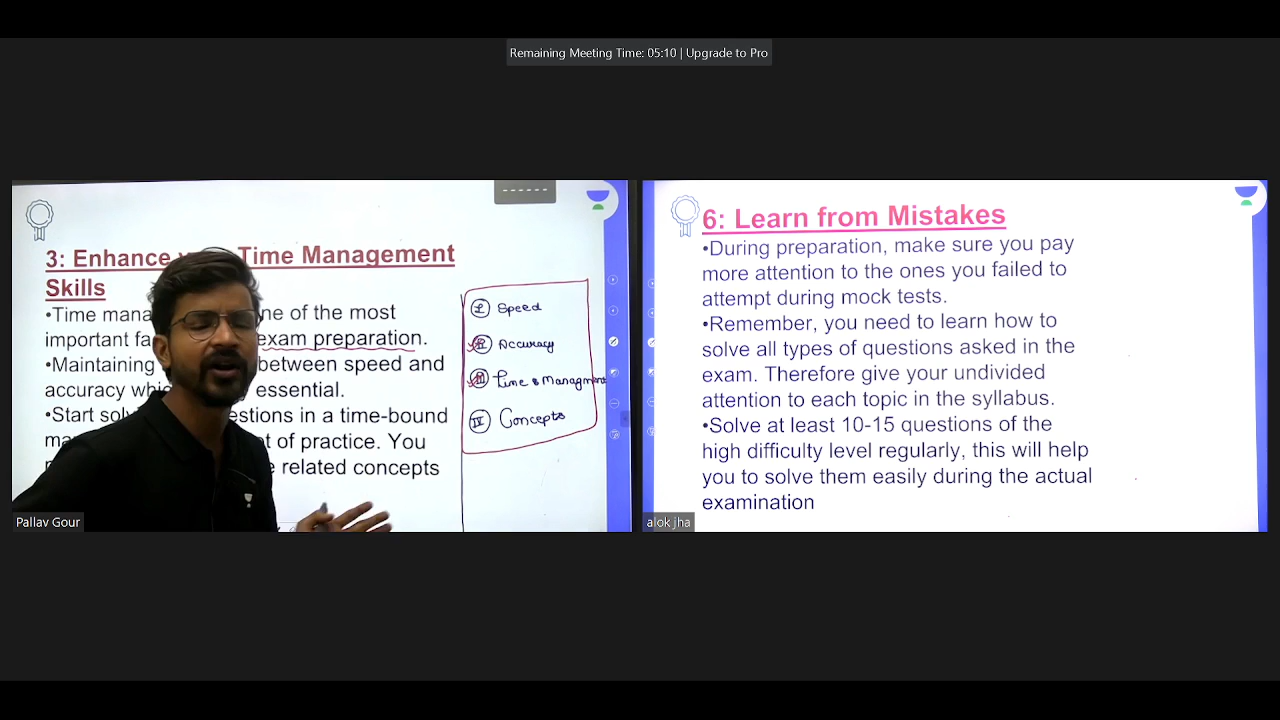 Remaining Meeting Time: 05:10 | Upgrade to Pro
3: Enhance Time Management
Skills
•Time ne of the most
important exam preparation.
•Maintaining between speed and
accuracy essential.
•Start estions in a time-bound
of practice. You
related concepts
I Speed
II Accuracy
III Time Managment
IV Concepts
Pallav Gour
6: Learn from Mistakes
•During preparation, make sure you pay
more attention to the ones you failed to
attempt during mock tests.
•Remember, you need to learn how to
solve all types of questions asked in the
exam. Therefore give your undivided
attention to each topic in the syllabus.
•Solve at least 10-15 questions of the
high difficulty level regularly, this will help
you to solve them easily during the actual
examination
alok jha